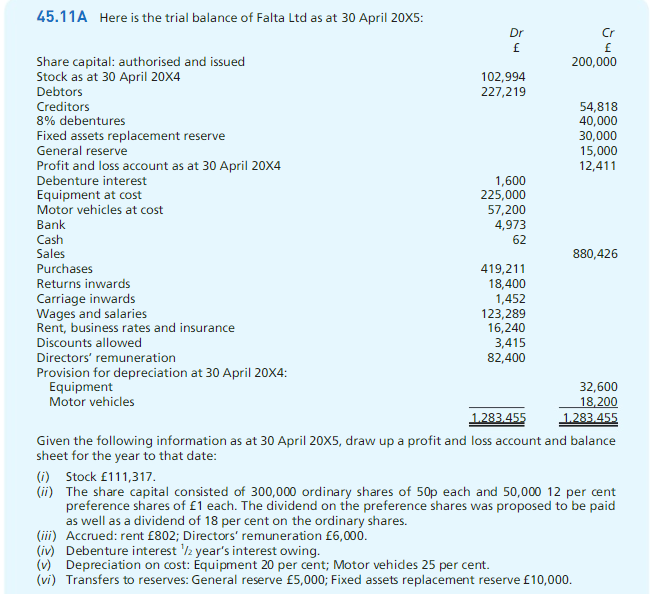 45.11A Here is the trial balance of Falta Ltd as at 30 April 20X5:
Dr Cr
£ £
Share capital: authorised and issued 200,000
Stock as at 30 April 20X4 102,994
Debtors 227,219
Creditors 54,818
8% debentures 40,000
Fixed assets replacement reserve 30,000
General reserve 15,000
Profit and loss account as at 30 April 20X4 12,411
Debenture interest 1,600
Equipment at cost 225,000
Motor vehicles at cost 57,200
Bank 4,973
Cash 62
Sales 880,426
Purchases 419,211
Returns inwards 18,400
Carriage inwards 1,452
Wages and salaries 123,289
Rent, business rates and insurance 16,240
Discounts allowed 3,415
Directors' remuneration 82,400
Provision for depreciation at 30 April 20X4:
Equipment 32,600
Motor vehicles 18,200
1,283,455 1,283,455
Given the following information as at 30 April 20X5, draw up a profit and loss account and balance
sheet for the year to that date:
(i) Stock £111,317.
(ii) The share capital consisted of 300,000 ordinary shares of 50p each and 50,000 12 per cent
preference shares of £1 each. The dividend on the preference shares was proposed to be paid
as well as a dividend of 18 per cent on the ordinary shares.
(iii) Accrued: rent £802; Directors' remuneration £6,000.
(iv) Debenture interest 1/2 year's interest owing.
(v) Depreciation on cost: Equipment 20 per cent; Motor vehicles 25 per cent.
(vi) Transfers to reserves: General reserve £5,000; Fixed assets replacement reserve £10,000.